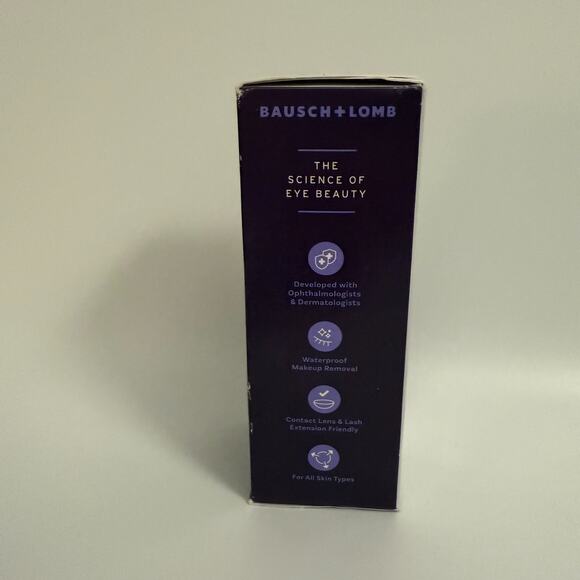 BAUSCH+LOMB
THE
SCIENCE OF
EYE BEAUTY
Developed with
Ophthalmologists
& Dermatologists
Waterproof
Makeup Removal
Contact Lens & Lash
Extension Friendly
For All Skin Types